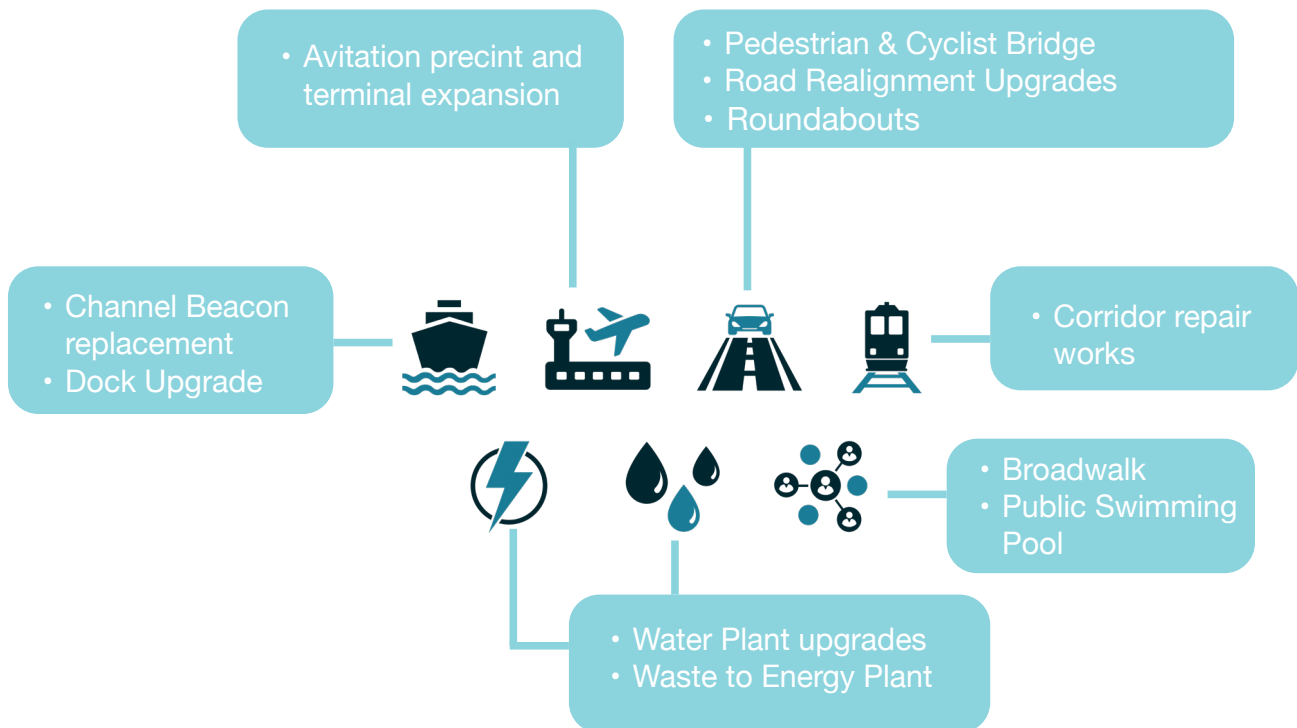 • Avitation precint and
terminal expansion
• Pedestrian & Cyclist Bridge
• Road Realignment Upgrades
• Roundabouts
• Channel Beacon
replacement
• Dock Upgrade
• Corridor repair
works
• Broadwalk
• Public Swimming
Pool
• Water Plant upgrades
• Waste to Energy Plant